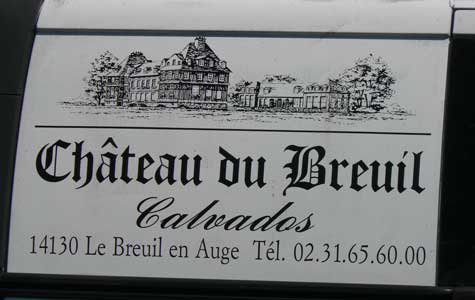 Château du Breuil
Calvados
14130 Le Breuil en Auge Tél. 02.31.65.60.00